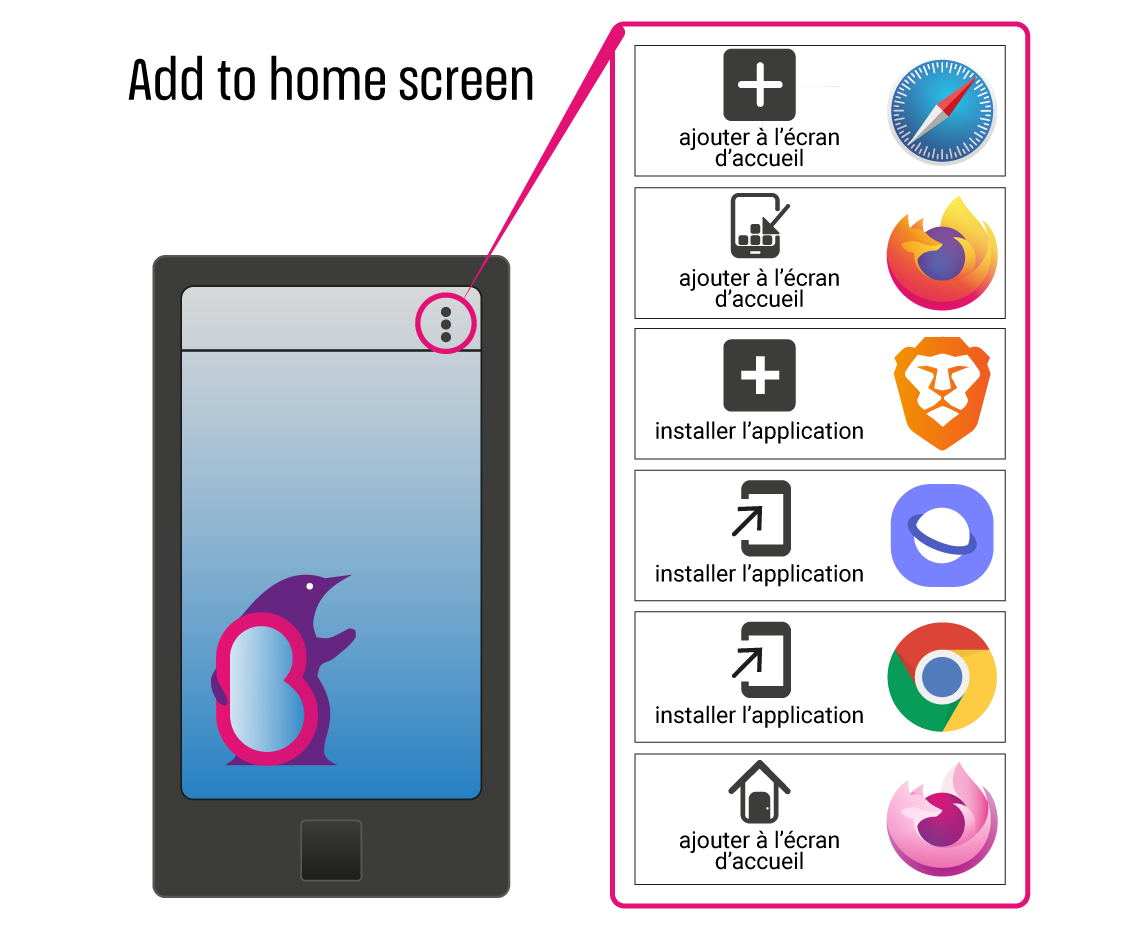 Add to home screen
ajouter à l'écran
d'accueil
ajouter à l'écran
d'accueil
installer l'application
installer l'application
installer l'application
ajouter à l'écran
d'accueil